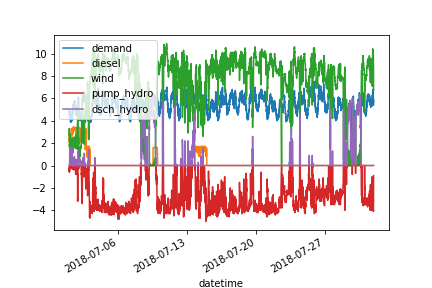 demand
diesel
wind
pump_hydro
dsch_hydro
10
8
6
4
2
0
−2
−4
2018-07-06
2018-07-13
2018-07-20
2018-07-27
datetime